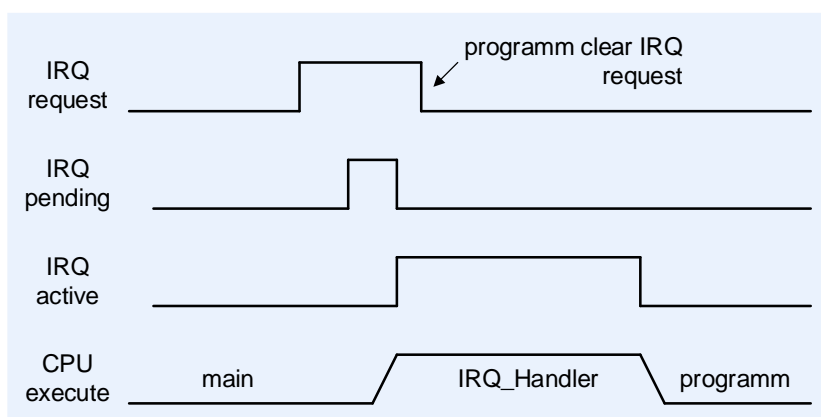 programm clear IRQ
request
IRQ
request
IRQ
pending
IRQ
active
CPU
execute
main
IRQ_Handler
programm